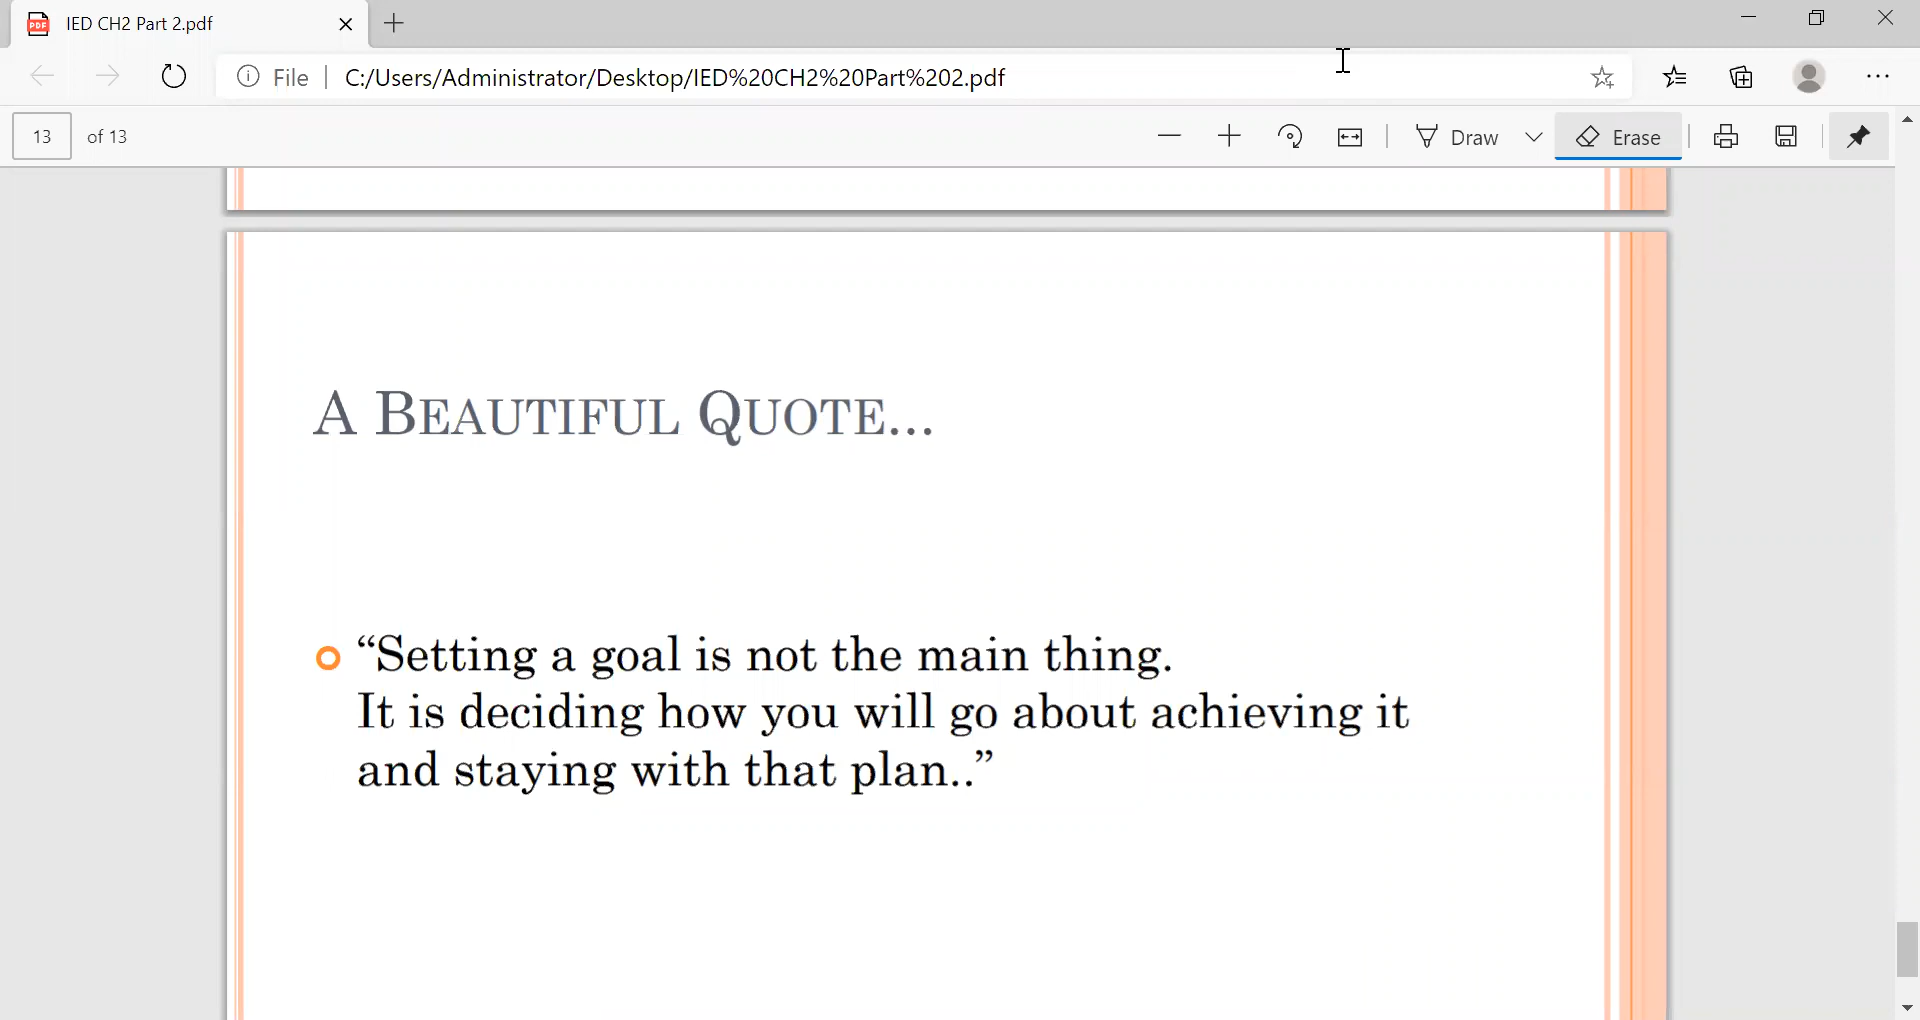 IED CH2 Part 2.pdf
File | C:/Users/Administrator/Desktop/IED%20CH2%20Part%202.pdf
13 of 13
Draw
Erase
A BEAUTIFUL QUOTE...
“Setting a goal is not the main thing.
It is deciding how you will go about achieving it
and staying with that plan..”